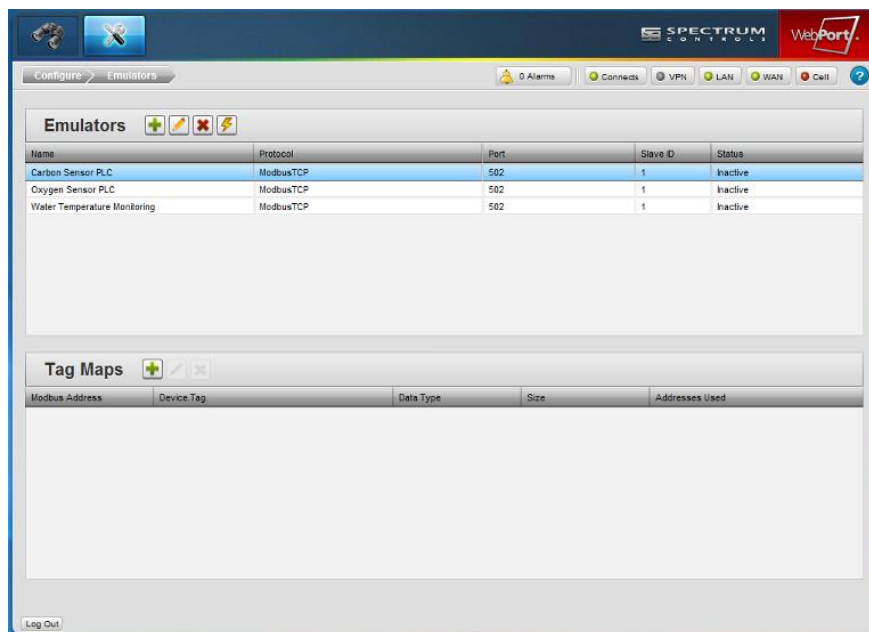 SPECTRUM
CONTROLS
WebPort.
Configure > Emulators
0 Alarms
Connects
VPN
LAN
WAN
Cell
?
Emulators
Name Protocol Port Slave ID Status
Carbon Sensor PLC ModbusTCP 502 1 Inactive
Oxygen Sensor PLC ModbusTCP 502 1 Inactive
Water Temperature Monitoring ModbusTCP 502 1 Inactive
Tag Maps
Modbus Address Device.Tag Data Type Size Addresses Used
Log Out